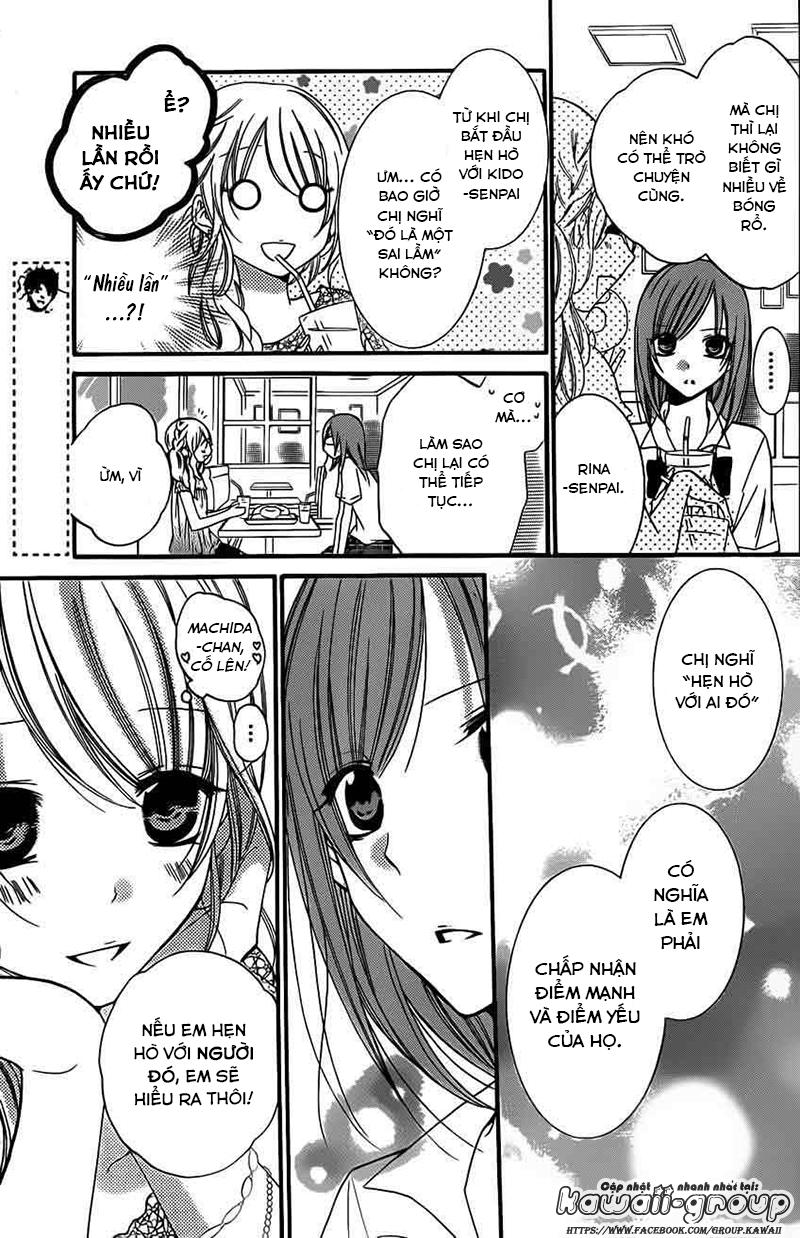 MÀ CHỊ
THÌ LẠI
KHÔNG
BIẾT GÌ
NHIỀU VỀ
BÓNG
RỔ.
NÊN KHÓ
CÓ THỂ TRÒ
CHUYỆN
CÙNG.
....
RINA
-SENPAI.
TỪ KHI CHỊ
BẮT ĐẦU
HẸN HÒ
VỚI KIDO
-SENPAI
ƯM... CÓ
BAO GIỜ
CHỊ NGHĨ
“ĐÓ LÀ MỘT
SAI LẦM”
KHÔNG?
Ể?
NHIỀU
LẦN RỒI
ẤY CHỨ!
“Nhiều lần”
...?!
CƠ
MÀ...
LÀM SAO
CHỊ LẠI CÓ
THỂ TIẾP
TỤC...
ỪM, VÌ
CHỊ NGHĨ
“HẸN HÒ
VỚI AI ĐÓ”
CÓ
NGHĨA
LÀ EM
PHẢI
CHẤP NHẬN
ĐIỂM MẠNH
VÀ ĐIỂM YẾU
CỦA HỌ.
MACHIDA
-CHAN,
CỐ LÊN!
...
NẾU EM HẸN
HÒ VỚI NGƯỜI
ĐÓ, EM SẼ
HIỂU RA THÔI!
Cập nhật nhanh nhất tại:
kawaii-group
HTTPS://WWW.FACEBOOK.COM/GROUP.KAWAII